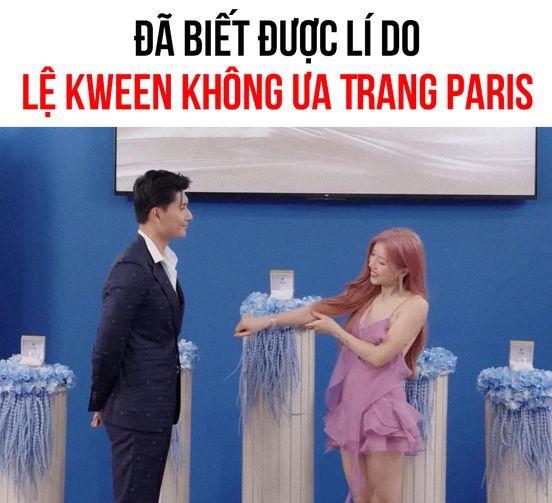 ĐÃ BIẾT ĐƯỢC LÍ DO
LỆ KWEEN KHÔNG ƯA TRANG PARIS